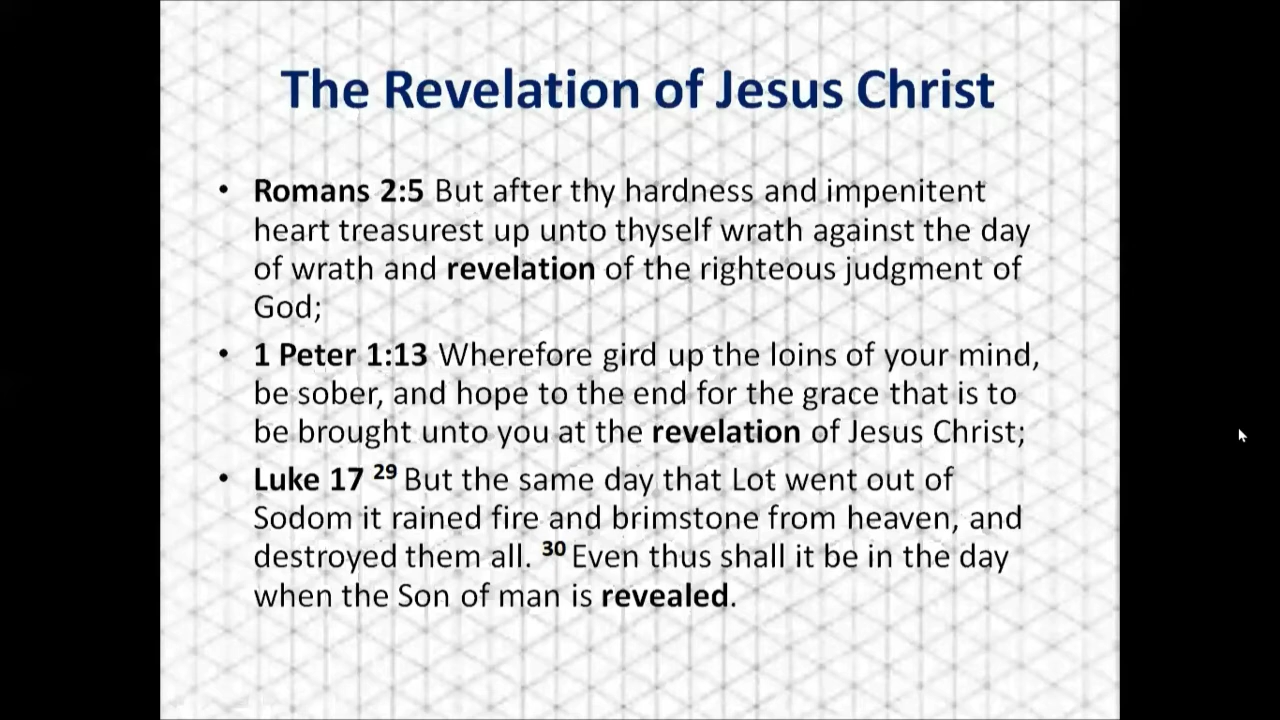 The Revelation of Jesus Christ
• Romans 2:5 But after thy hardness and impenitent
heart treasurest up unto thyself wrath against the day
of wrath and revelation of the righteous judgment of
God;
• 1 Peter 1:13 Wherefore gird up the loins of your mind,
be sober, and hope to the end for the grace that is to
be brought unto you at the revelation of Jesus Christ;
• Luke 17 29 But the same day that Lot went out of
Sodom it rained fire and brimstone from heaven, and
destroyed them all. 30 Even thus shall it be in the day
when the Son of man is revealed.